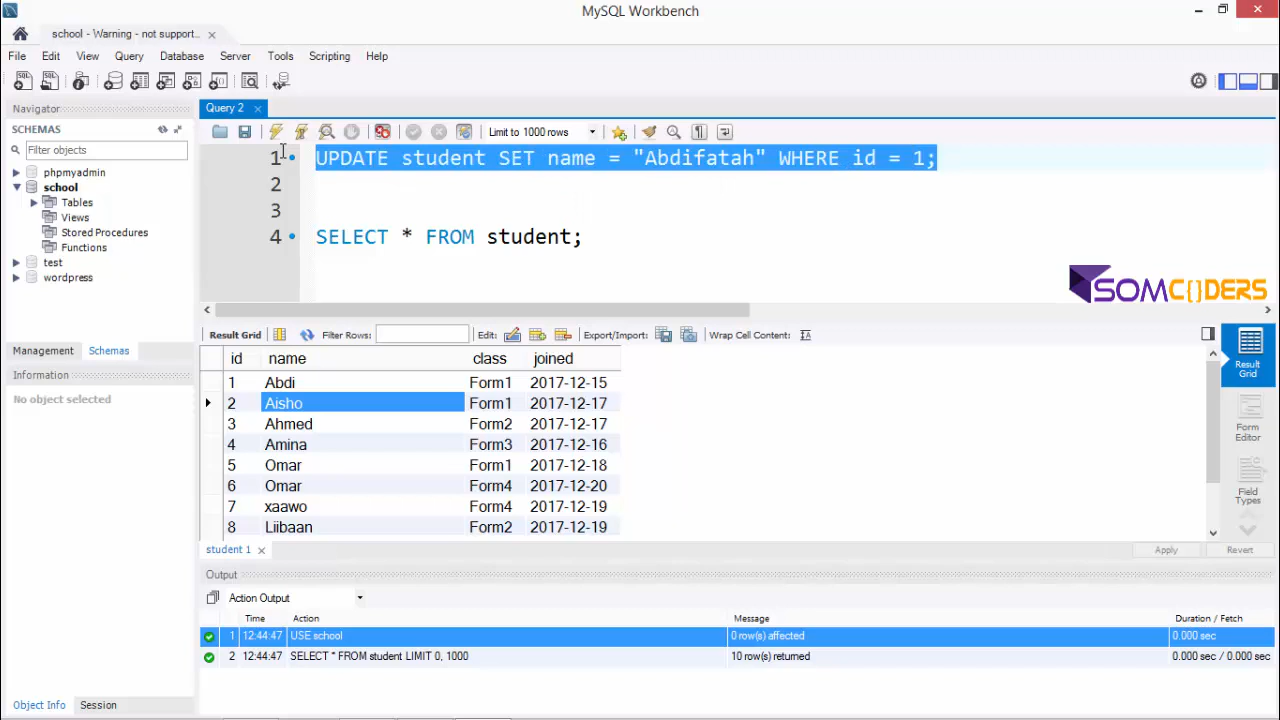 MySQL Workbench
school - Warning - not support..
File Edit View Query Database Server Tools Scripting Help
Navigator
SCHEMAS
Filter objects
phpmyadmin
school
Tables
Views
Stored Procedures
Functions
test
wordpress
Management Schemas
Information
No object selected
Object Info Session
Query 2
Limit to 1000 rows
1 UPDATE student SET name = "Abdifatah" WHERE id = 1;
2
3
4 SELECT * FROM student;
SOMC{}DERS
Result Grid Filter Rows: Edit: Export/Import: Wrap Cell Content:
id name class joined
1 Abdi Form1 2017-12-15
2 Aisho Form1 2017-12-17
3 Ahmed Form2 2017-12-17
4 Amina Form3 2017-12-16
5 Omar Form1 2017-12-18
6 Omar Form4 2017-12-20
7 xaawo Form4 2017-12-19
8 Liibaan Form2 2017-12-19
Result
Grid
Form
Editor
Field
Types
student 1 Apply Revert
Output
Action Output
Time Action Message Duration / Fetch
1 12:44:47 USE school 0 row(s) affected 0.000 sec
2 12:44:47 SELECT * FROM student LIMIT 0, 1000 10 row(s) returned 0.000 sec / 0.000 sec